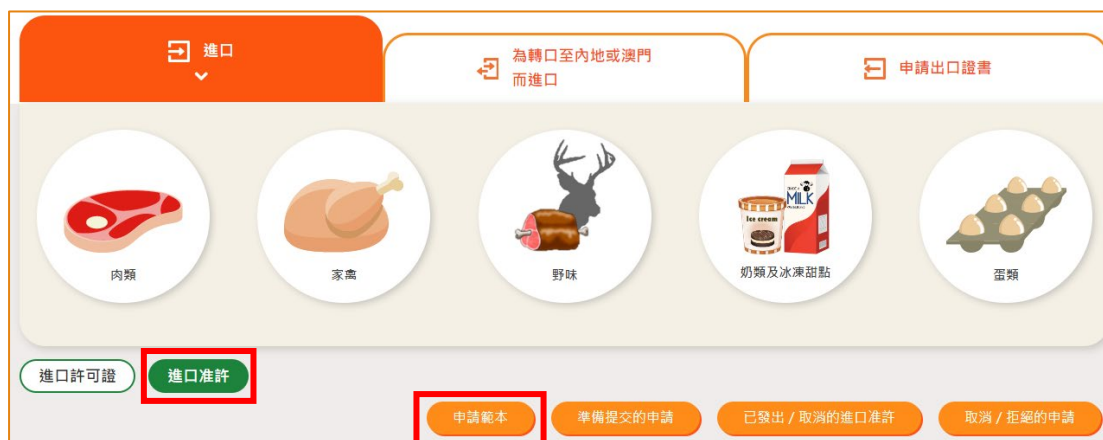 進口
為轉口至內地或澳門
而進口
申請出口證書
MILK
Ice cream
肉類
家禽
野味
奶類及冰凍甜點
蛋類
進口許可證
進口准許
申請範本
準備提交的申請
已發出 / 取消的進口准許
取消 / 拒絕的申請